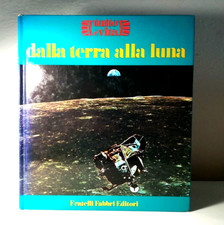 dalla terra alla luna
Fratelli Fabbri Editori